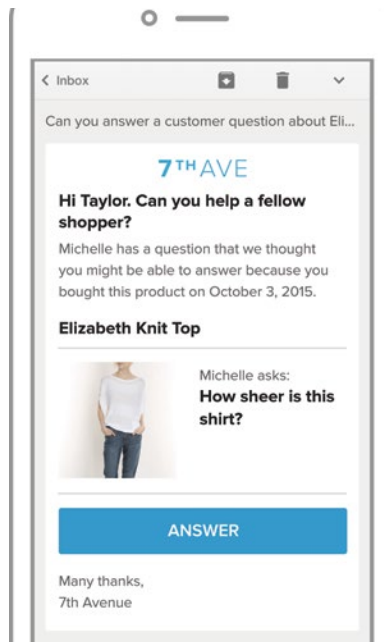 Inbox
Can you answer a customer question about Eli...
7TH AVE
Hi Taylor. Can you help a fellow
shopper?
Michelle has a question that we thought
you might be able to answer because you
bought this product on October 3, 2015.
Elizabeth Knit Top
Michelle asks:
How sheer is this
shirt?
ANSWER
Many thanks,
7th Avenue